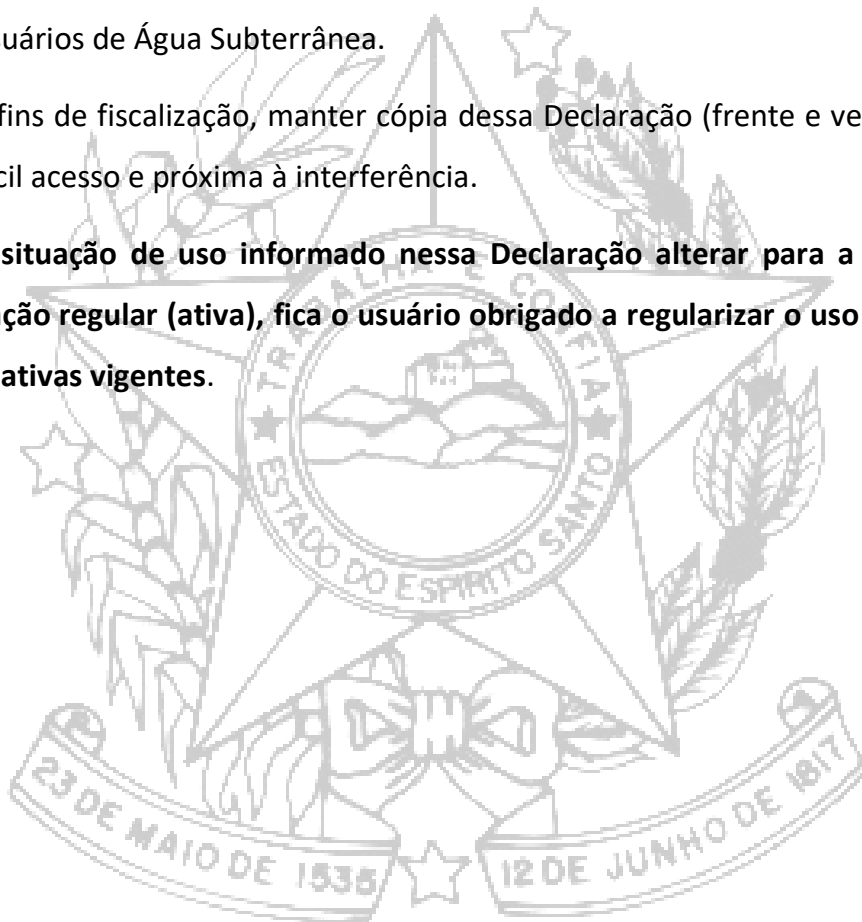 suários de Água Subterrânea.
fins de fiscalização, manter cópia dessa Declaração (frente e ve
cil acesso e próxima à interferência.
situação de uso informado nessa Declaração alterar para a
ação regular (ativa), fica o usuário obrigado a regularizar o uso
ativas vigentes.
TRABALHA E CONFIA
ESTADO DO ESPIRITO SANTO
23 DE MAIO DE 1535
12 DE JUNHO DE 1817